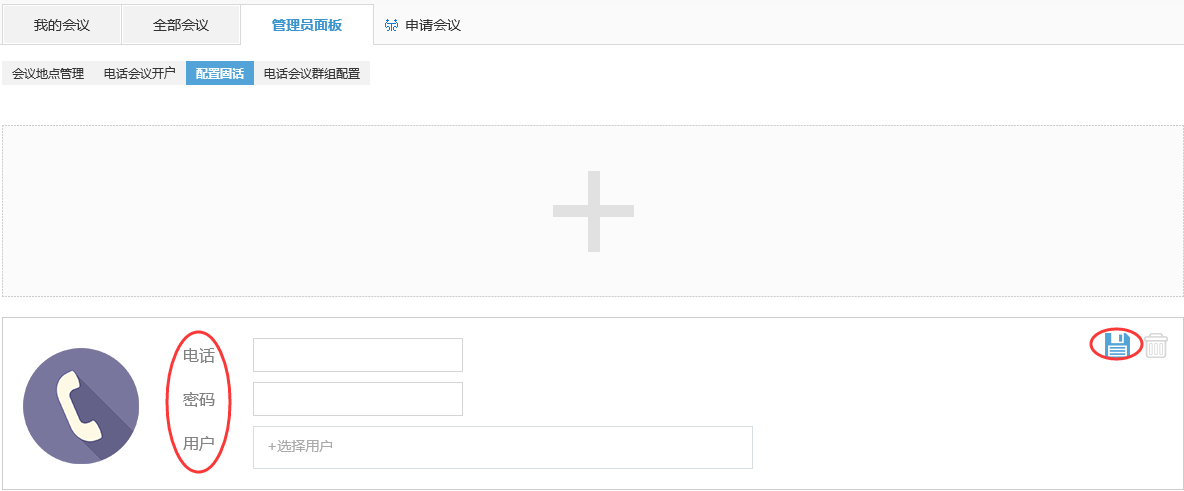 我的会议 全部会议 管理员面板 申请会议
会议地点管理 电话会议开户 配置固话 电话会议群组配置
电话
密码
用户 +选择用户